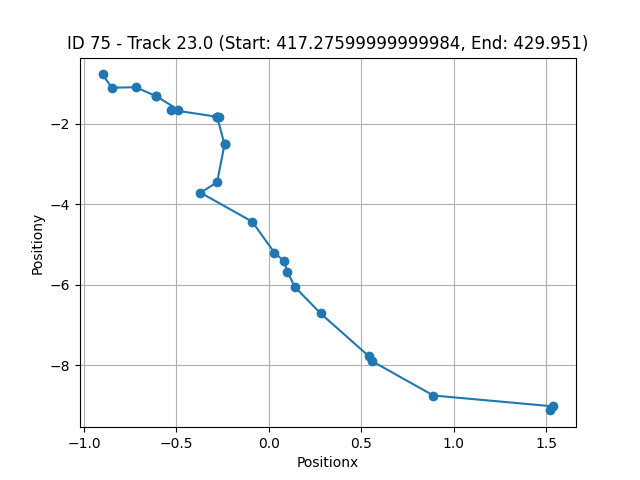 ID 75 - Track 23.0 (Start: 417.27599999999984, End: 429.951)
−2
−4
−6
−8
Positiony
−1.0 −0.5 0.0 0.5 1.0 1.5
Positionx